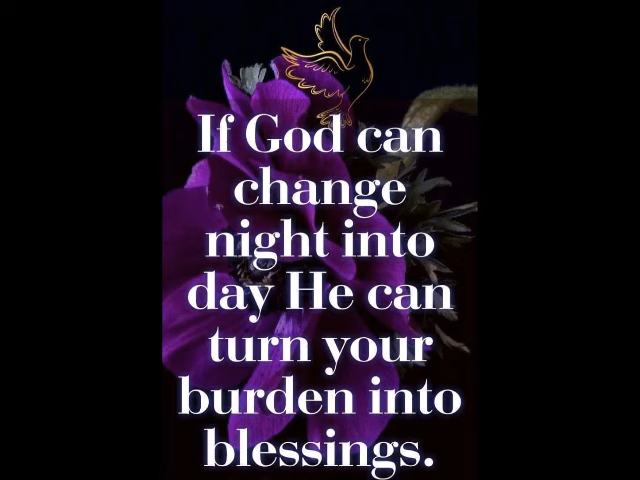 If God can
change
night into
day He can
turn your
burden into
blessings.